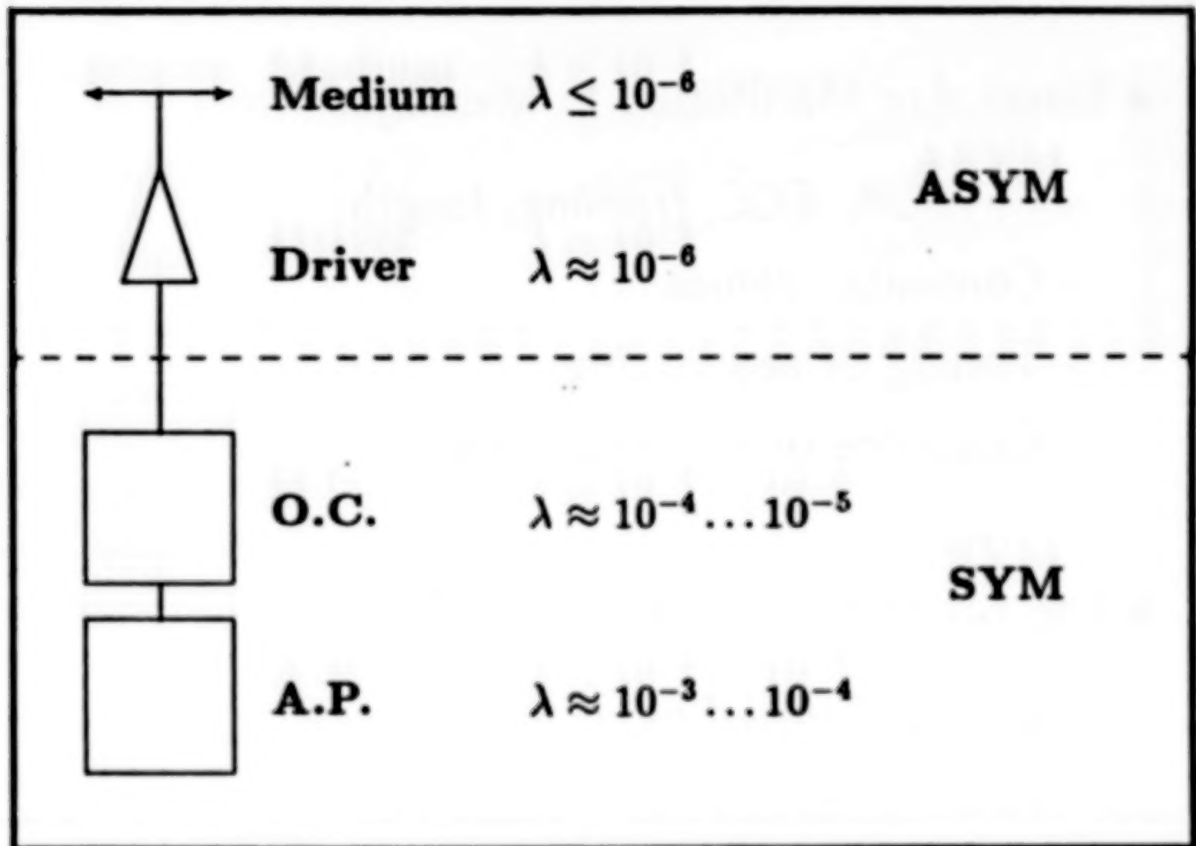 Medium λ ≤ 10⁻⁶
ASYM
Driver λ ≈ 10⁻⁶
O.C. λ ≈ 10⁻⁴…10⁻⁵
SYM
A.P. λ ≈ 10⁻³…10⁻⁴